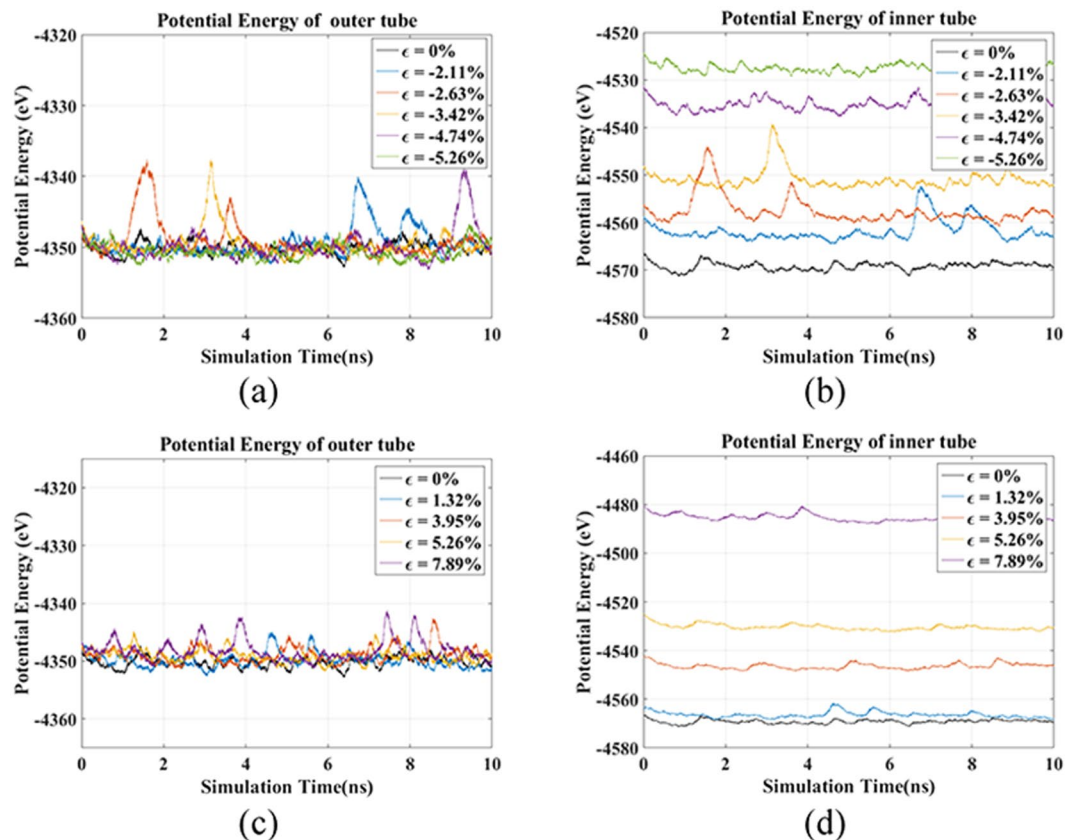 Potential Energy of outer tube
-4320
-4330
-4340
-4350
-4360
Potential Energy (eV)
ϵ = 0%
ϵ = -2.11%
ϵ = -2.63%
ϵ = -3.42%
ϵ = -4.74%
ϵ = -5.26%
0 2 4 6 8 10
Simulation Time(ns)
(a)
Potential Energy of inner tube
-4520
-4530
-4540
-4550
-4560
-4570
-4580
Potential Energy (eV)
ϵ = 0%
ϵ = -2.11%
ϵ = -2.63%
ϵ = -3.42%
ϵ = -4.74%
ϵ = -5.26%
0 2 4 6 8 10
Simulation Time(ns)
(b)
Potential Energy of outer tube
-4320
-4330
-4340
-4350
-4360
Potential Energy (eV)
ϵ = 0%
ϵ = 1.32%
ϵ = 3.95%
ϵ = 5.26%
ϵ = 7.89%
0 2 4 6 8 10
Simulation Time(ns)
(c)
Potential Energy of inner tube
-4460
-4480
-4500
-4520
-4540
-4560
-4580
Potential Energy (eV)
ϵ = 0%
ϵ = 1.32%
ϵ = 3.95%
ϵ = 5.26%
ϵ = 7.89%
0 2 4 6 8 10
Simulation Time(ns)
(d)